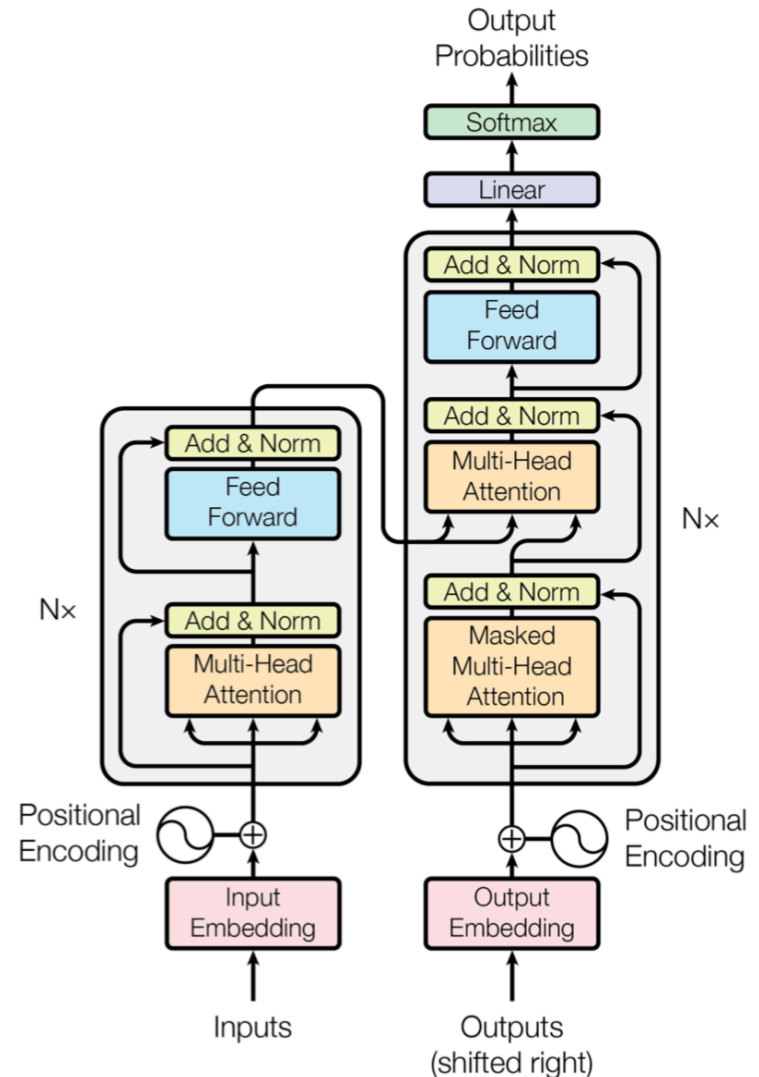 Output
Probabilities
Softmax
Linear
Add & Norm
Feed
Forward
Add & Norm
Multi-Head
Attention
Add & Norm
Masked
Multi-Head
Attention
N×
Add & Norm
Feed
Forward
Add & Norm
Multi-Head
Attention
N×
Positional
Encoding
Positional
Encoding
Input
Embedding
Output
Embedding
Inputs
Outputs
(shifted right)